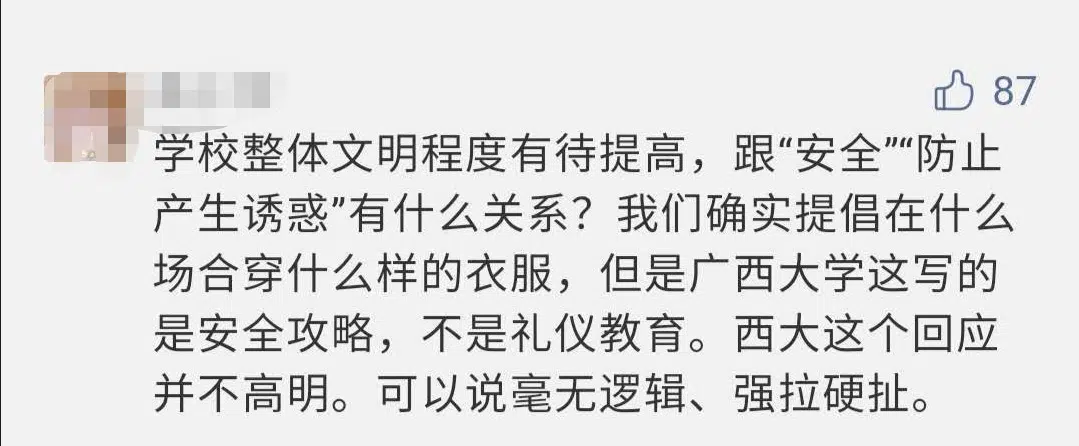 87
学校整体文明程度有待提高，跟“安全”“防止
产生诱惑”有什么关系？我们确实提倡在什么
场合穿什么样的衣服，但是广西大学这写的
是安全攻略，不是礼仪教育。西大这个回应
并不高明。可以说毫无逻辑、强拉硬扯。